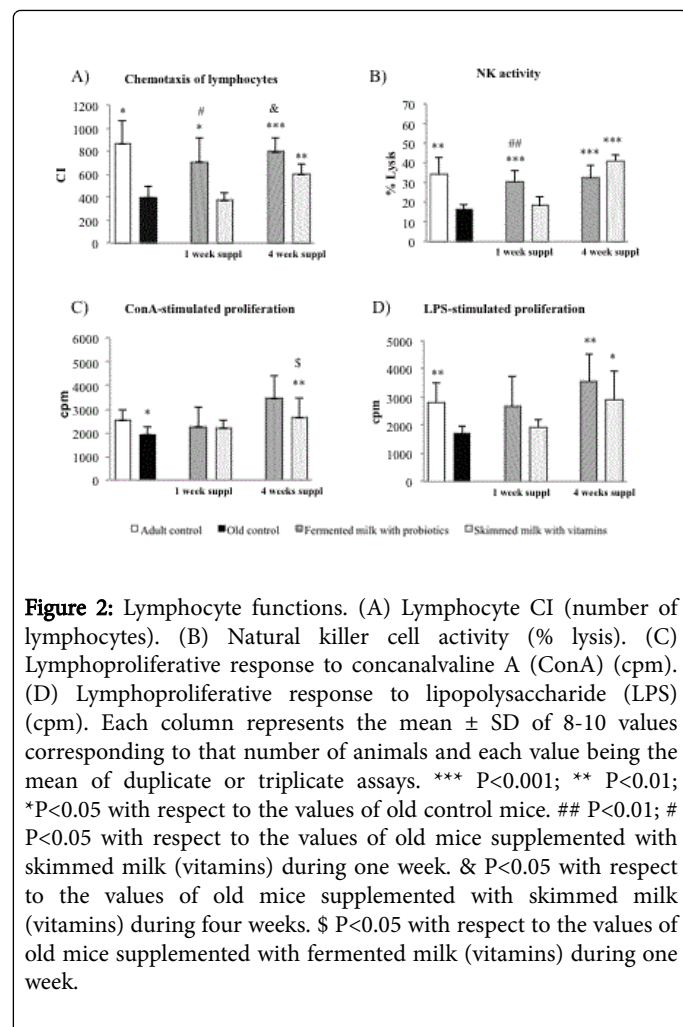 A) Chemotaxis of lymphocytes
1200
1000
800
600
400
200
0
CI
*
#
*
&
***
**
1 week suppl
4 week suppl
B) NK activity
70
60
50
40
30
20
10
0
% Lysis
**
##
***
***
***
1 week suppl
4 week suppl
C) ConA-stimulated proliferation
6000
5000
4000
3000
2000
1000
0
cpm
*
$
**
1 week suppl
4 weeks suppl
D) LPS-stimulated proliferation
5000
4000
3000
2000
1000
0
cpm
**
**
*
1 week suppl
4 weeks suppl
Adult control Old control Fermented milk with probiotics Skimmed milk with vitamins
Figure 2: Lymphocyte functions. (A) Lymphocyte CI (number of
lymphocytes). (B) Natural killer cell activity (% lysis). (C)
Lymphoproliferative response to concanalvaline A (ConA) (cpm).
(D) Lymphoproliferative response to lipopolysaccharide (LPS)
(cpm). Each column represents the mean ± SD of 8-10 values
corresponding to that number of animals and each value being the
mean of duplicate or triplicate assays. *** P<0.001; ** P<0.01;
*P<0.05 with respect to the values of old control mice. ## P<0.01; #
P<0.05 with respect to the values of old mice supplemented with
skimmed milk (vitamins) during one week. & P<0.05 with respect
to the values of old mice supplemented with skimmed milk
(vitamins) during four weeks. $ P<0.05 with respect to the values of
old mice supplemented with fermented milk (vitamins) during one
week.